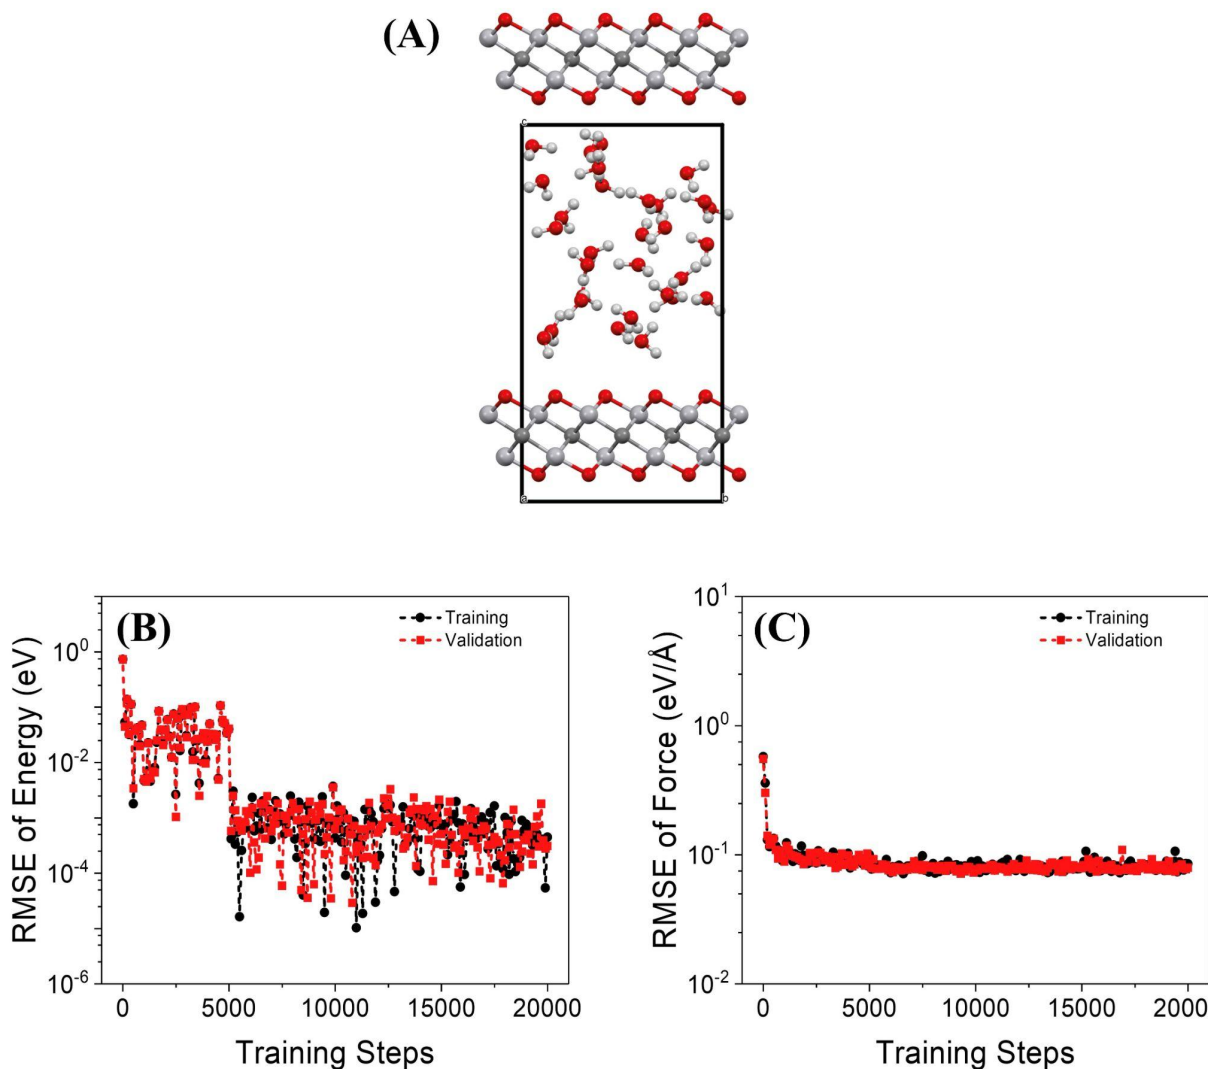 (A)
c
a
b
(B)
Training
Validation
RMSE of Energy (eV)
10^0
10^-2
10^-4
10^-6
0
5000
10000
15000
20000
Training Steps
(C)
Training
Validation
RMSE of Force (eV/Å)
10^1
10^0
10^-1
10^-2
0
5000
10000
15000
20000
Training Steps